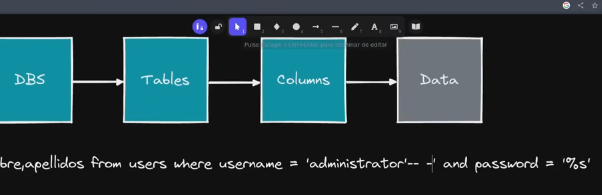 DBS
Tables
Columns
Data
bre,apellidos from users where username = 'administrator'-- -' and password = '%s'